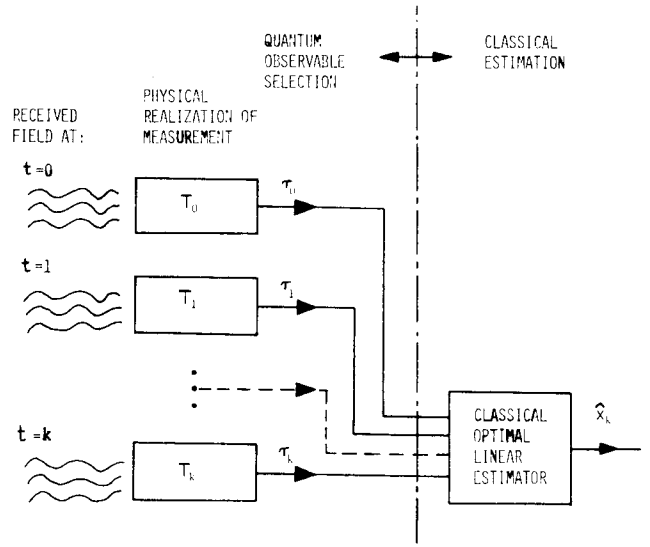 QUANTUM
OBSERVABLE
SELECTION
CLASSICAL
ESTIMATION
RECEIVED
FIELD AT:
PHYSICAL
REALIZATION OF
MEASUREMENT
t=0
T₀
τ₀
t=1
T₁
τ₁
t=k
Tₖ
τₖ
CLASSICAL
OPTIMAL
LINEAR
ESTIMATOR
x̂ₖ